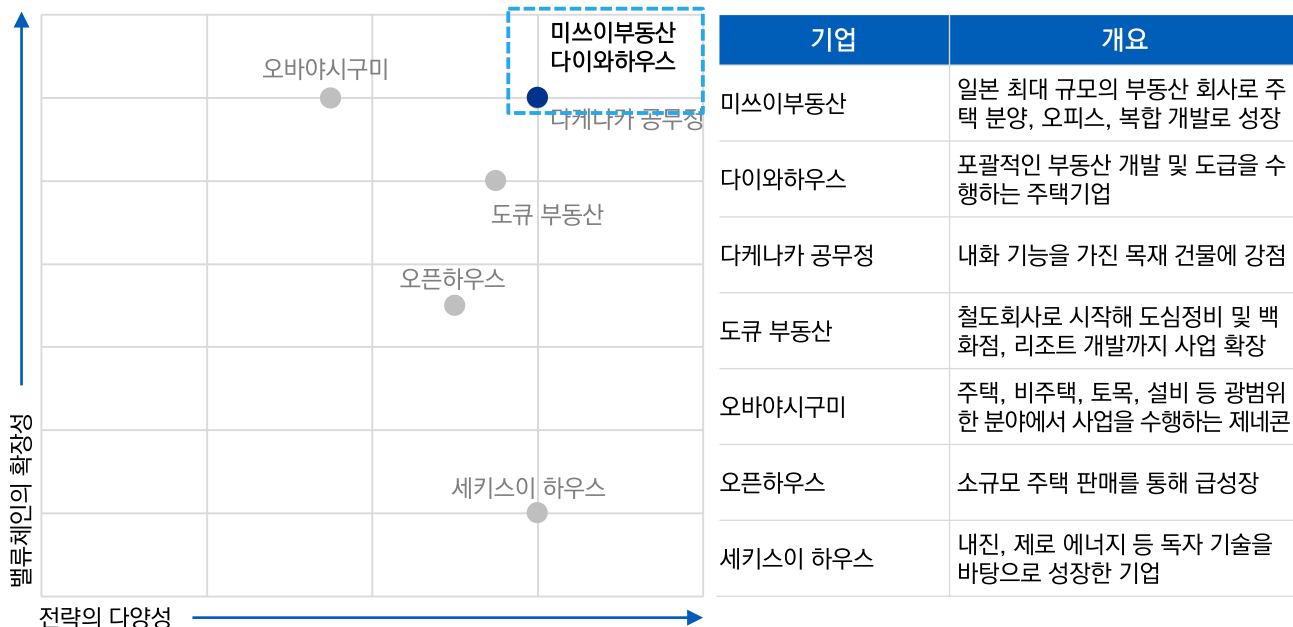 미쓰이부동산
다이와하우스
오바야시구미
다케나카 공무정
도큐 부동산
오픈하우스
세키스이 하우스
밸류체인의 확장성
전략의 다양성
기업 개요
미쓰이부동산 일본 최대 규모의 부동산 회사로 주
택 분양, 오피스, 복합 개발로 성장
다이와하우스 포괄적인 부동산 개발 및 도급을 수
행하는 주택기업
다케나카 공무정 내화 기능을 가진 목재 건물에 강점
도큐 부동산 철도회사로 시작해 도심정비 및 백
화점, 리조트 개발까지 사업 확장
오바야시구미 주택, 비주택, 토목, 설비 등 광범위
한 분야에서 사업을 수행하는 제네콘
오픈하우스 소규모 주택 판매를 통해 급성장
세키스이 하우스 내진, 제로 에너지 등 독자 기술을
바탕으로 성장한 기업